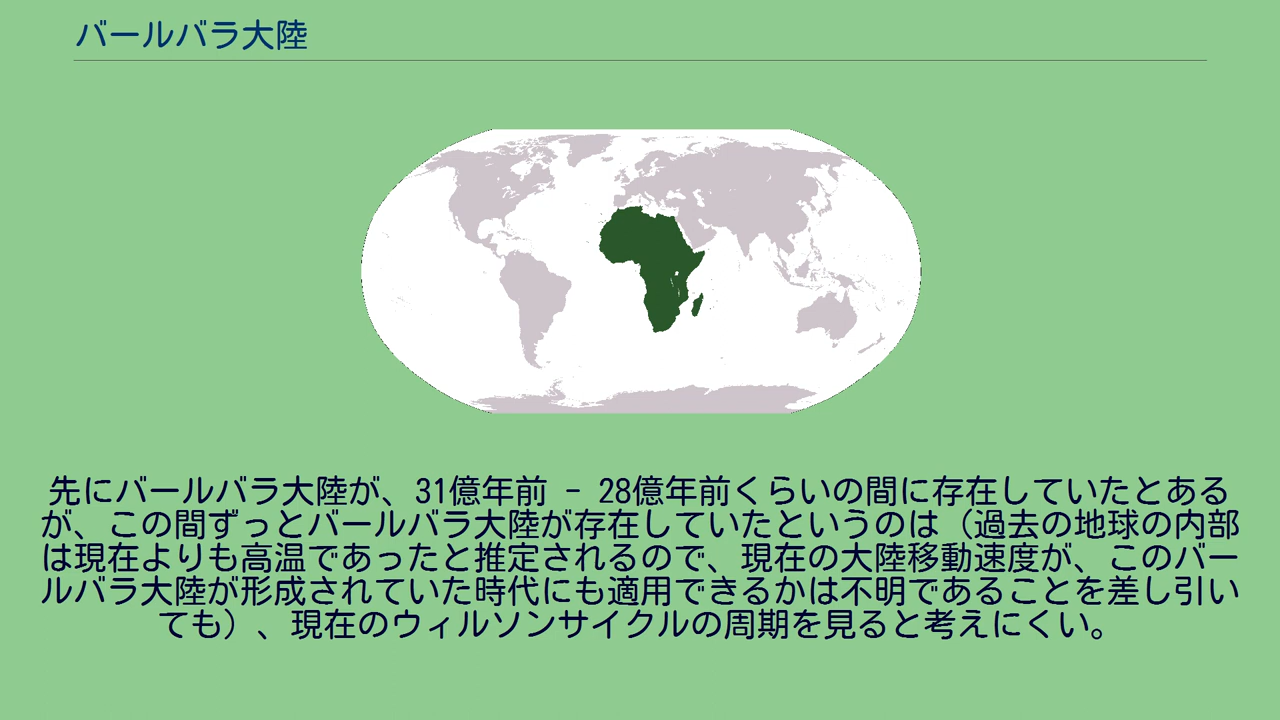 バールバラ大陸
先にバールバラ大陸が、31億年前 - 28億年前くらいの間に存在していたとある
が、この間ずっとバールバラ大陸が存在していたというのは（過去の地球の内部
は現在よりも高温であったと推定されるので、現在の大陸移動速度が、このバー
ルバラ大陸が形成されていた時代にも適用できるかは不明であることを差し引い
ても）、現在のウィルソンサイクルの周期を見ると考えにくい。